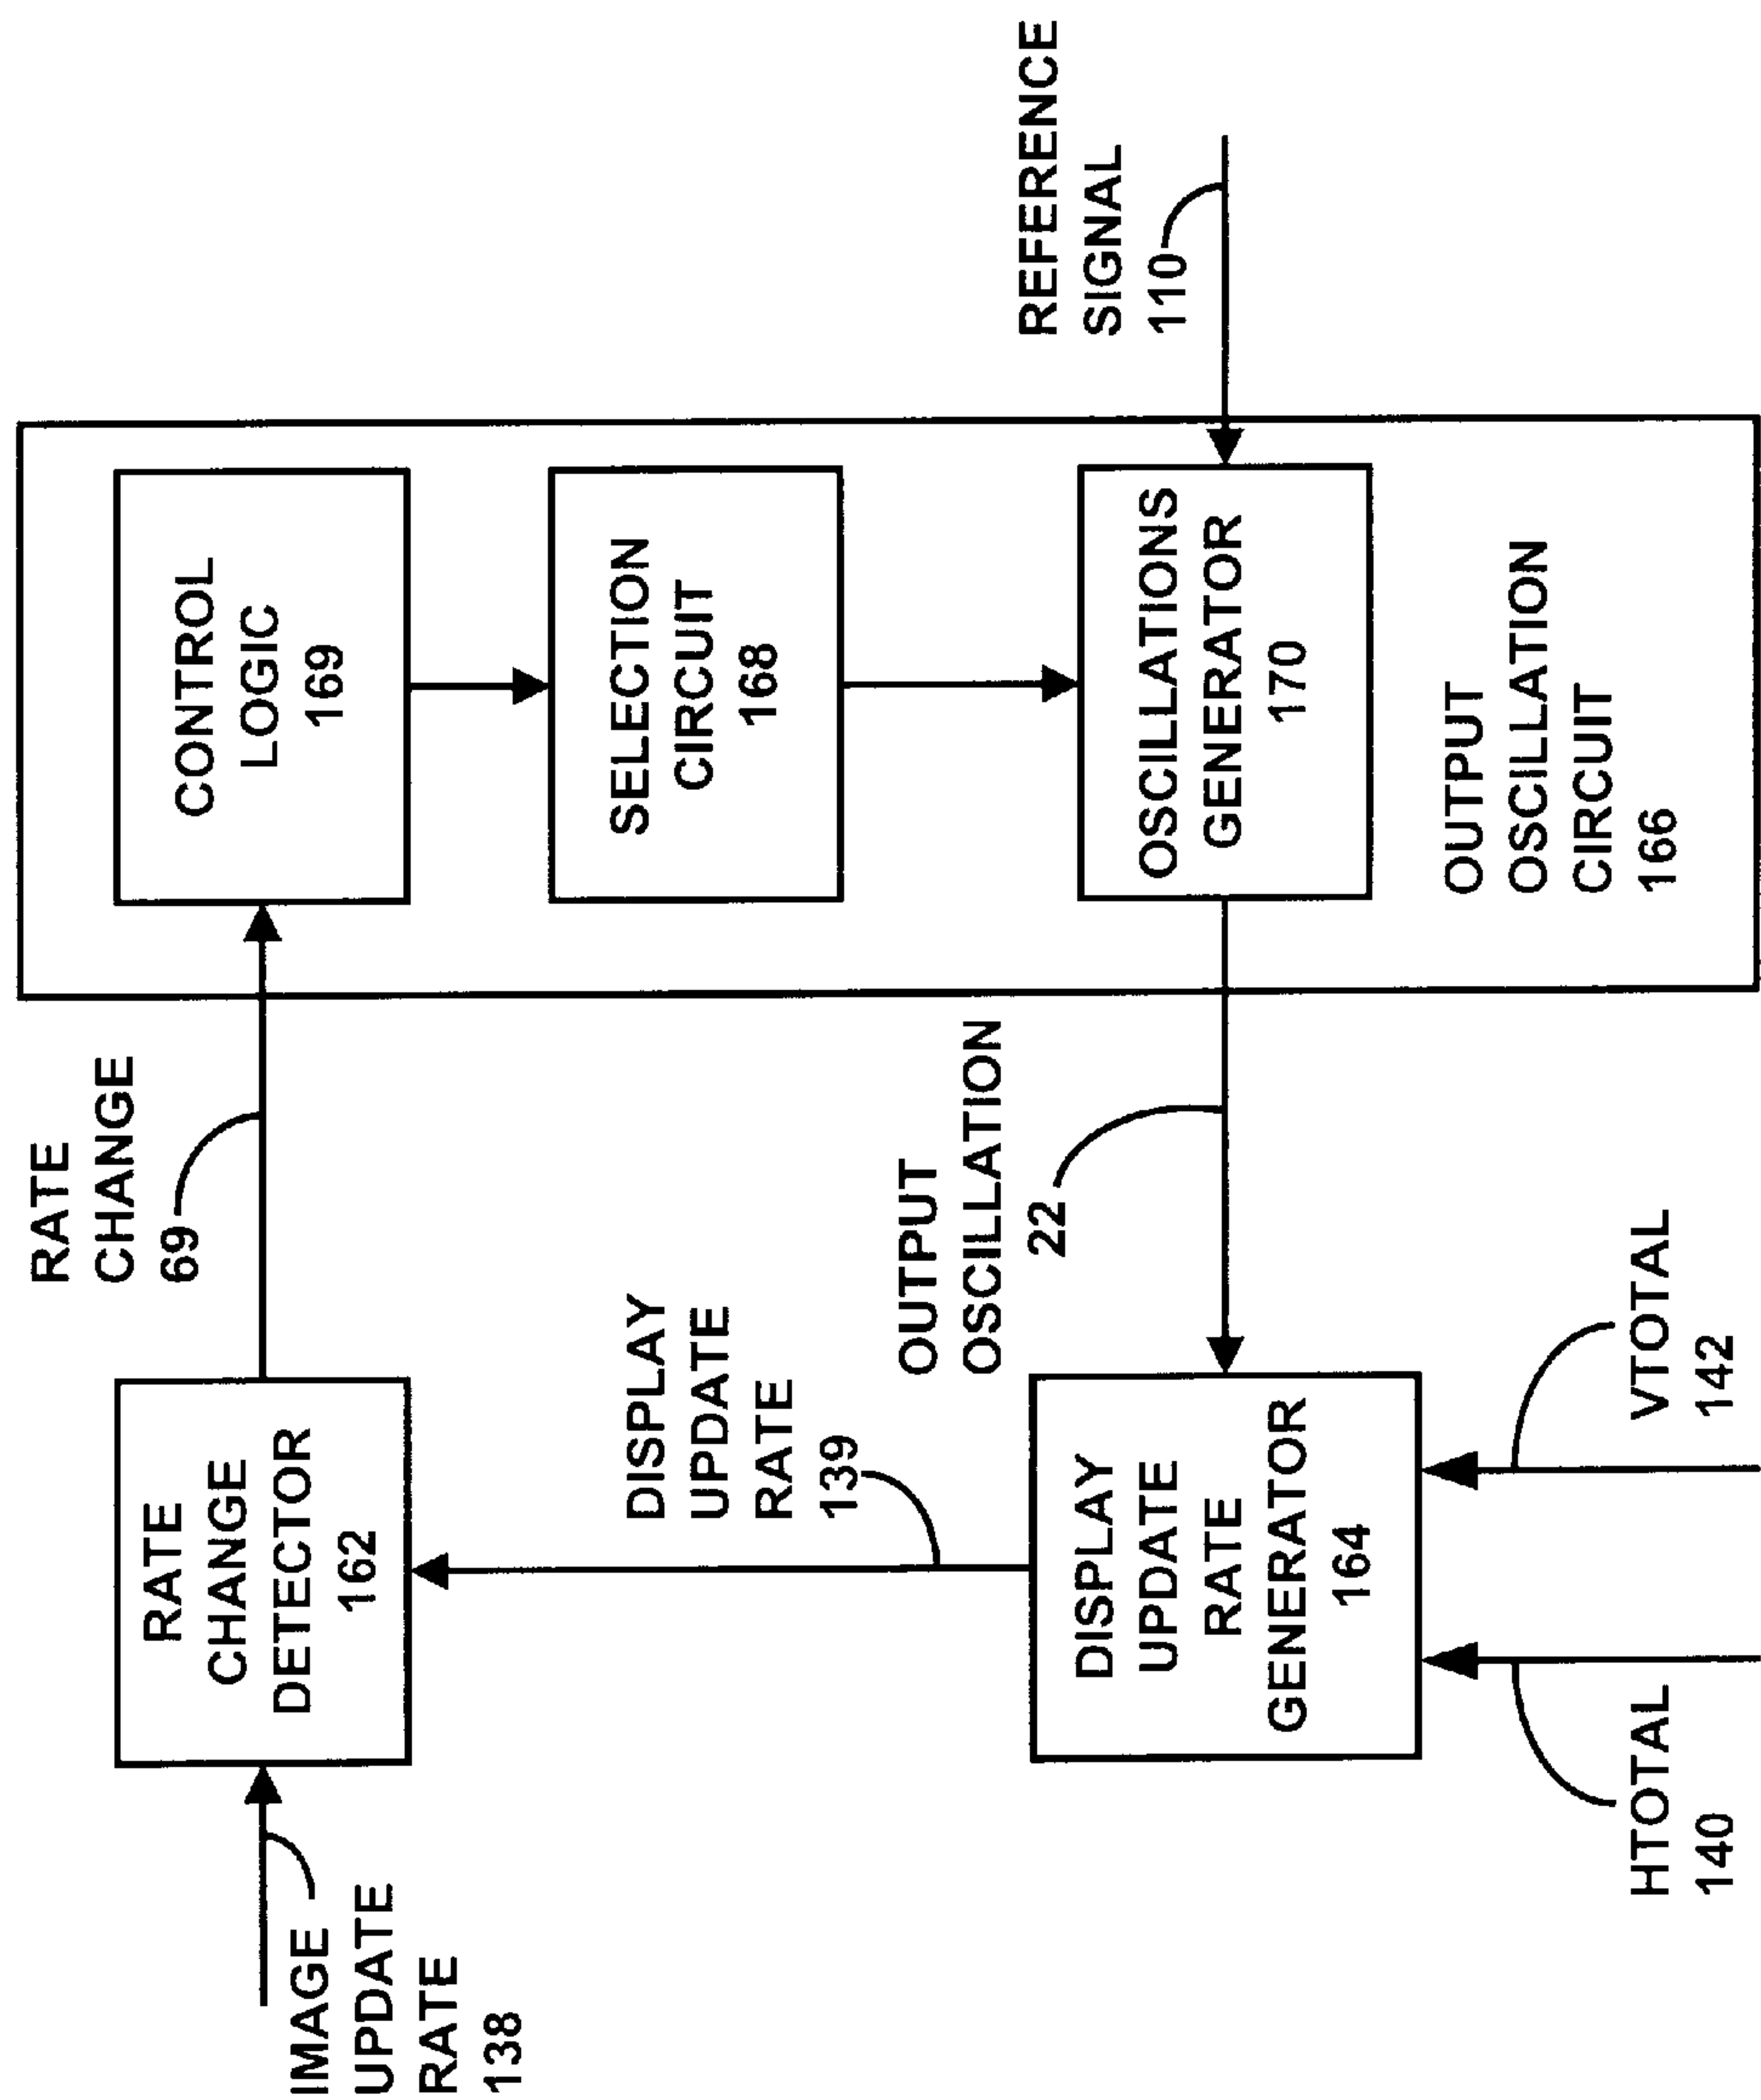 IMAGE
UPDATE
RATE
138
RATE
CHANGE
DETECTOR
162
RATE
CHANGE
69
CONTROL
LOGIC
169
SELECTION
CIRCUIT
168
DISPLAY
UPDATE
RATE
139
DISPLAY
UPDATE
RATE
GENERATOR
164
OUTPUT
OSCILLATION
22
OSCILLATIONS
GENERATOR
170
REFERENCE
SIGNAL
110
OUTPUT
OSCILLATION
CIRCUIT
166
HTOTAL
140
VTOTAL
142